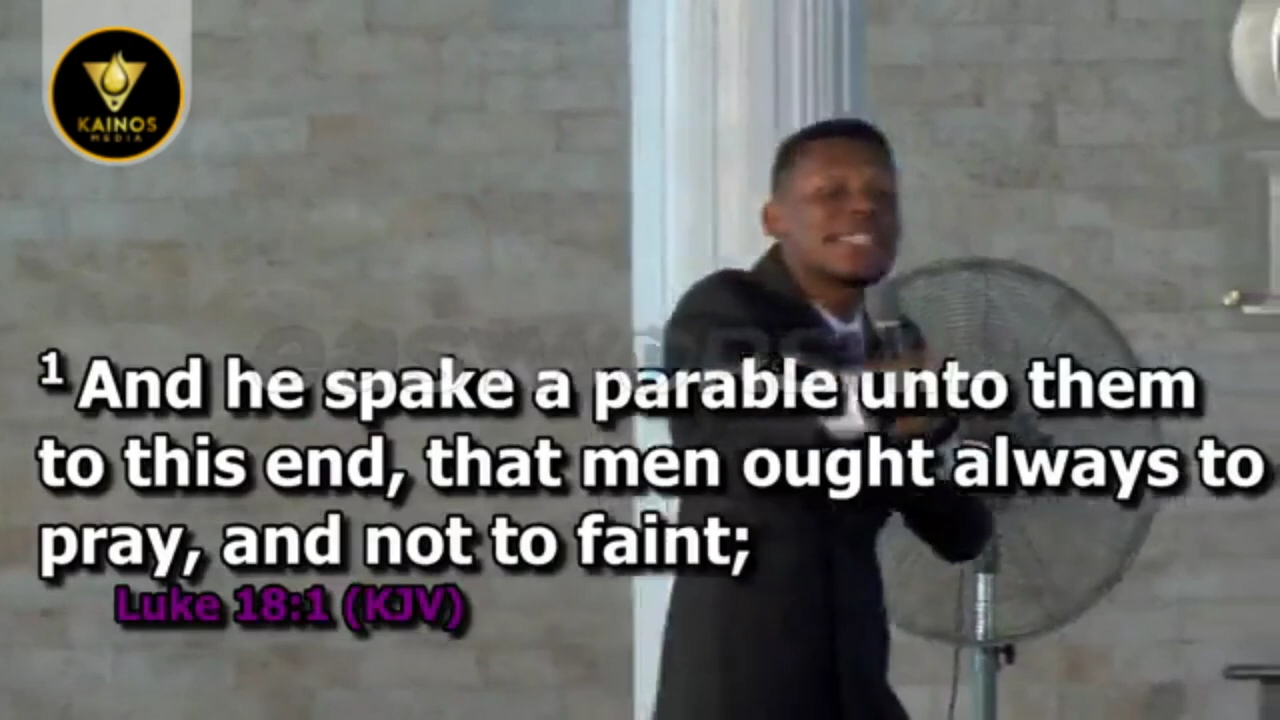 KAINOS
MEDIA
1 And he spake a parable unto them
to this end, that men ought always to
pray, and not to faint;
Luke 18:1 (KJV)